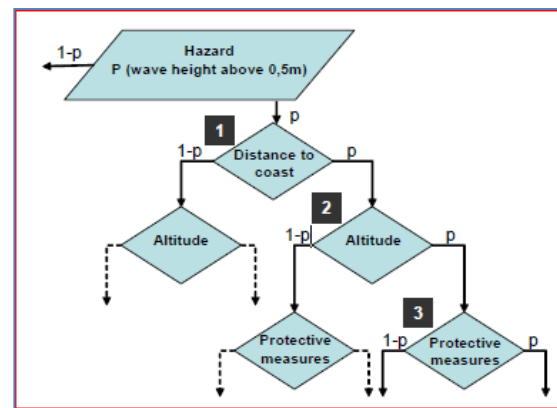 Hazard
1-p
P (wave height above 0,5m)
p
1
1-p
Distance to
coast
p
2
Altitude
1-p
Altitude
p
3
Protective
measures
1-p
Protective
measures
p